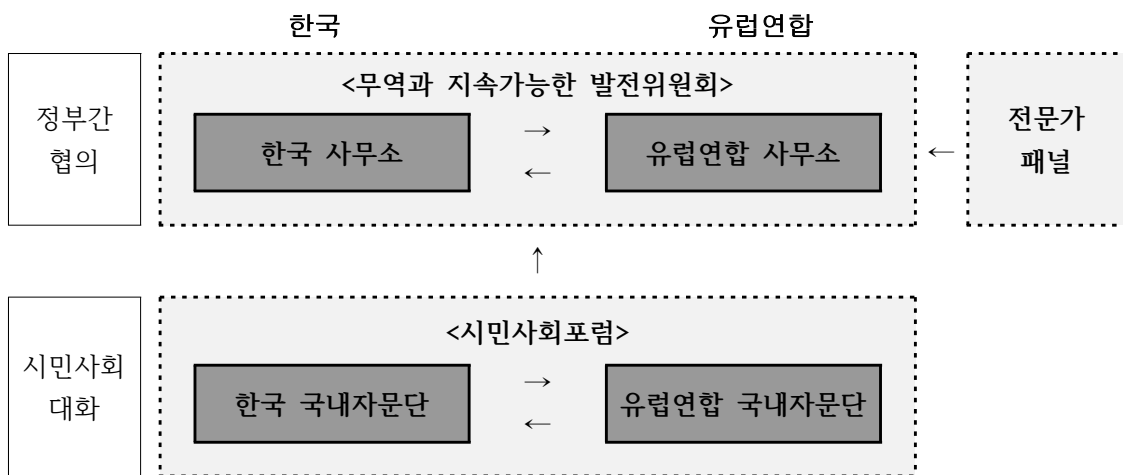 한국 유럽연합
<무역과 지속가능한 발전위원회>
정부간
협의
한국 사무소
→
←
유럽연합 사무소
←
전문가
패널
↑
<시민사회포럼>
시민사회
대화
한국 국내자문단
→
←
유럽연합 국내자문단